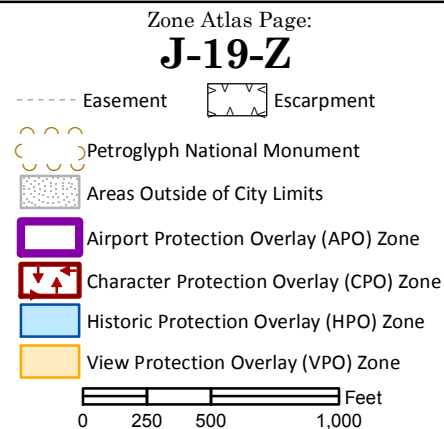 Zone Atlas Page:
J-19-Z
Easement Escarpment
Petroglyph National Monument
Areas Outside of City Limits
Airport Protection Overlay (APO) Zone
Character Protection Overlay (CPO) Zone
Historic Protection Overlay (HPO) Zone
View Protection Overlay (VPO) Zone
Feet
0 250 500 1,000